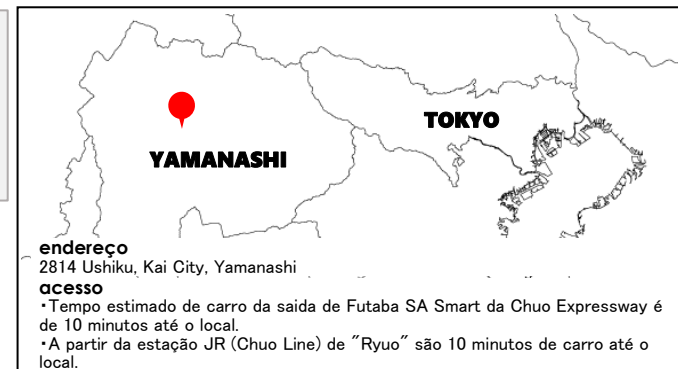 TOKYO
YAMANASHI
endereço
2814 Ushiku, Kai City, Yamanashi
acesso
・Tempo estimado de carro da saida de Futaba SA Smart da Chuo Expressway é
de 10 minutos até o local.
・A partir da estação JR (Chuo Line) de "Ryuo" são 10 minutos de carro até o
local.